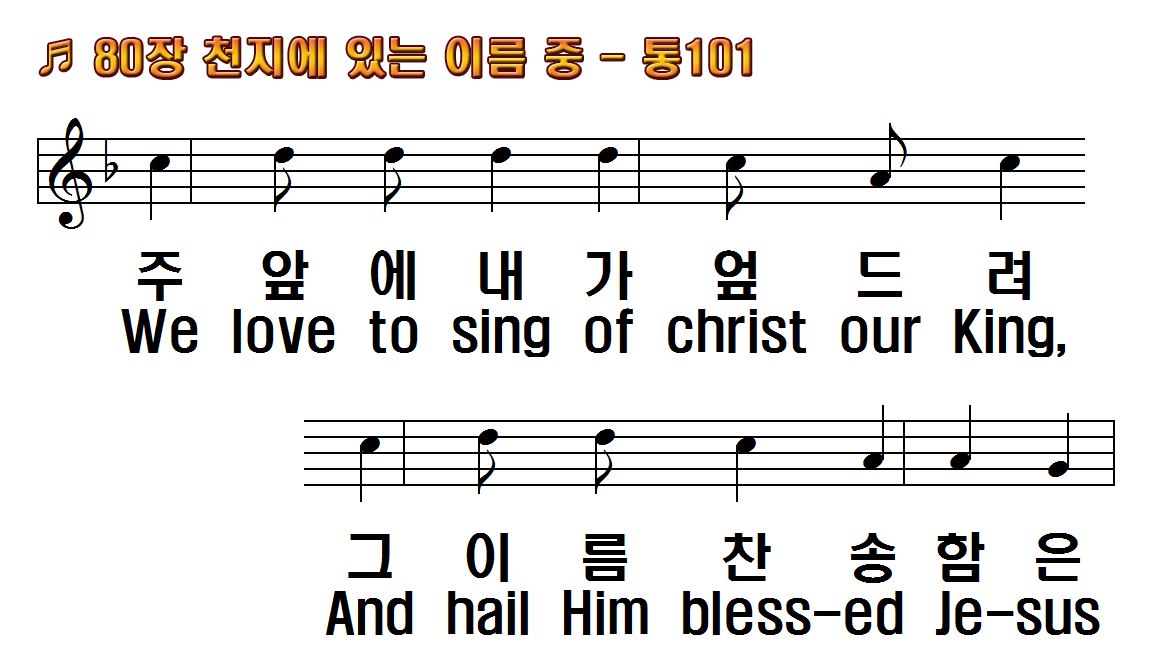 ♬ 80장 천지에 있는 이름 중 - 통101
주 앞 에 내 가 엎 드 려
We love to sing of christ our King,
그 이 름 찬 송 함 은
And hail Him bless-ed Je-sus